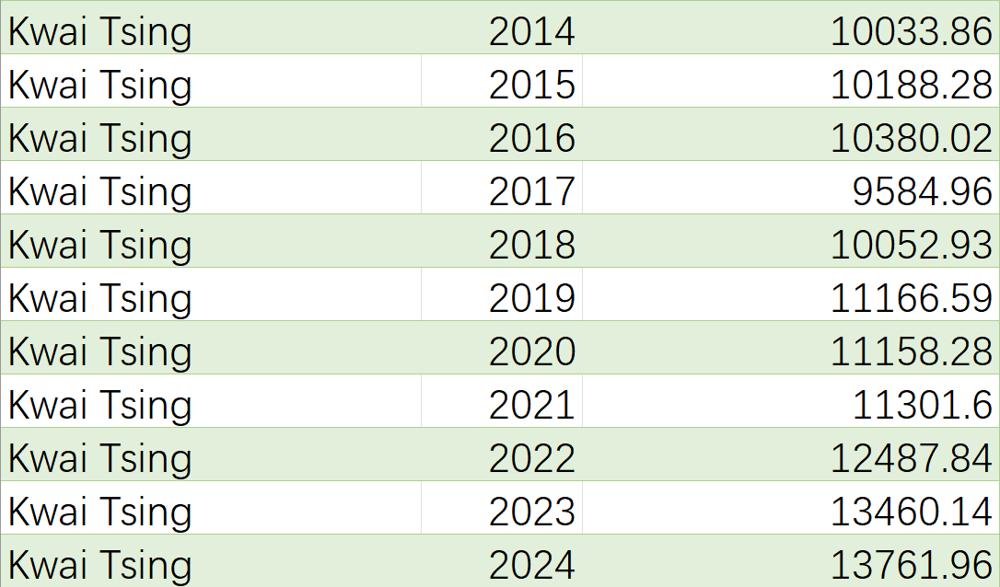 Kwai Tsing 2014 10033.86
Kwai Tsing 2015 10188.28
Kwai Tsing 2016 10380.02
Kwai Tsing 2017 9584.96
Kwai Tsing 2018 10052.93
Kwai Tsing 2019 11166.59
Kwai Tsing 2020 11158.28
Kwai Tsing 2021 11301.6
Kwai Tsing 2022 12487.84
Kwai Tsing 2023 13460.14
Kwai Tsing 2024 13761.96